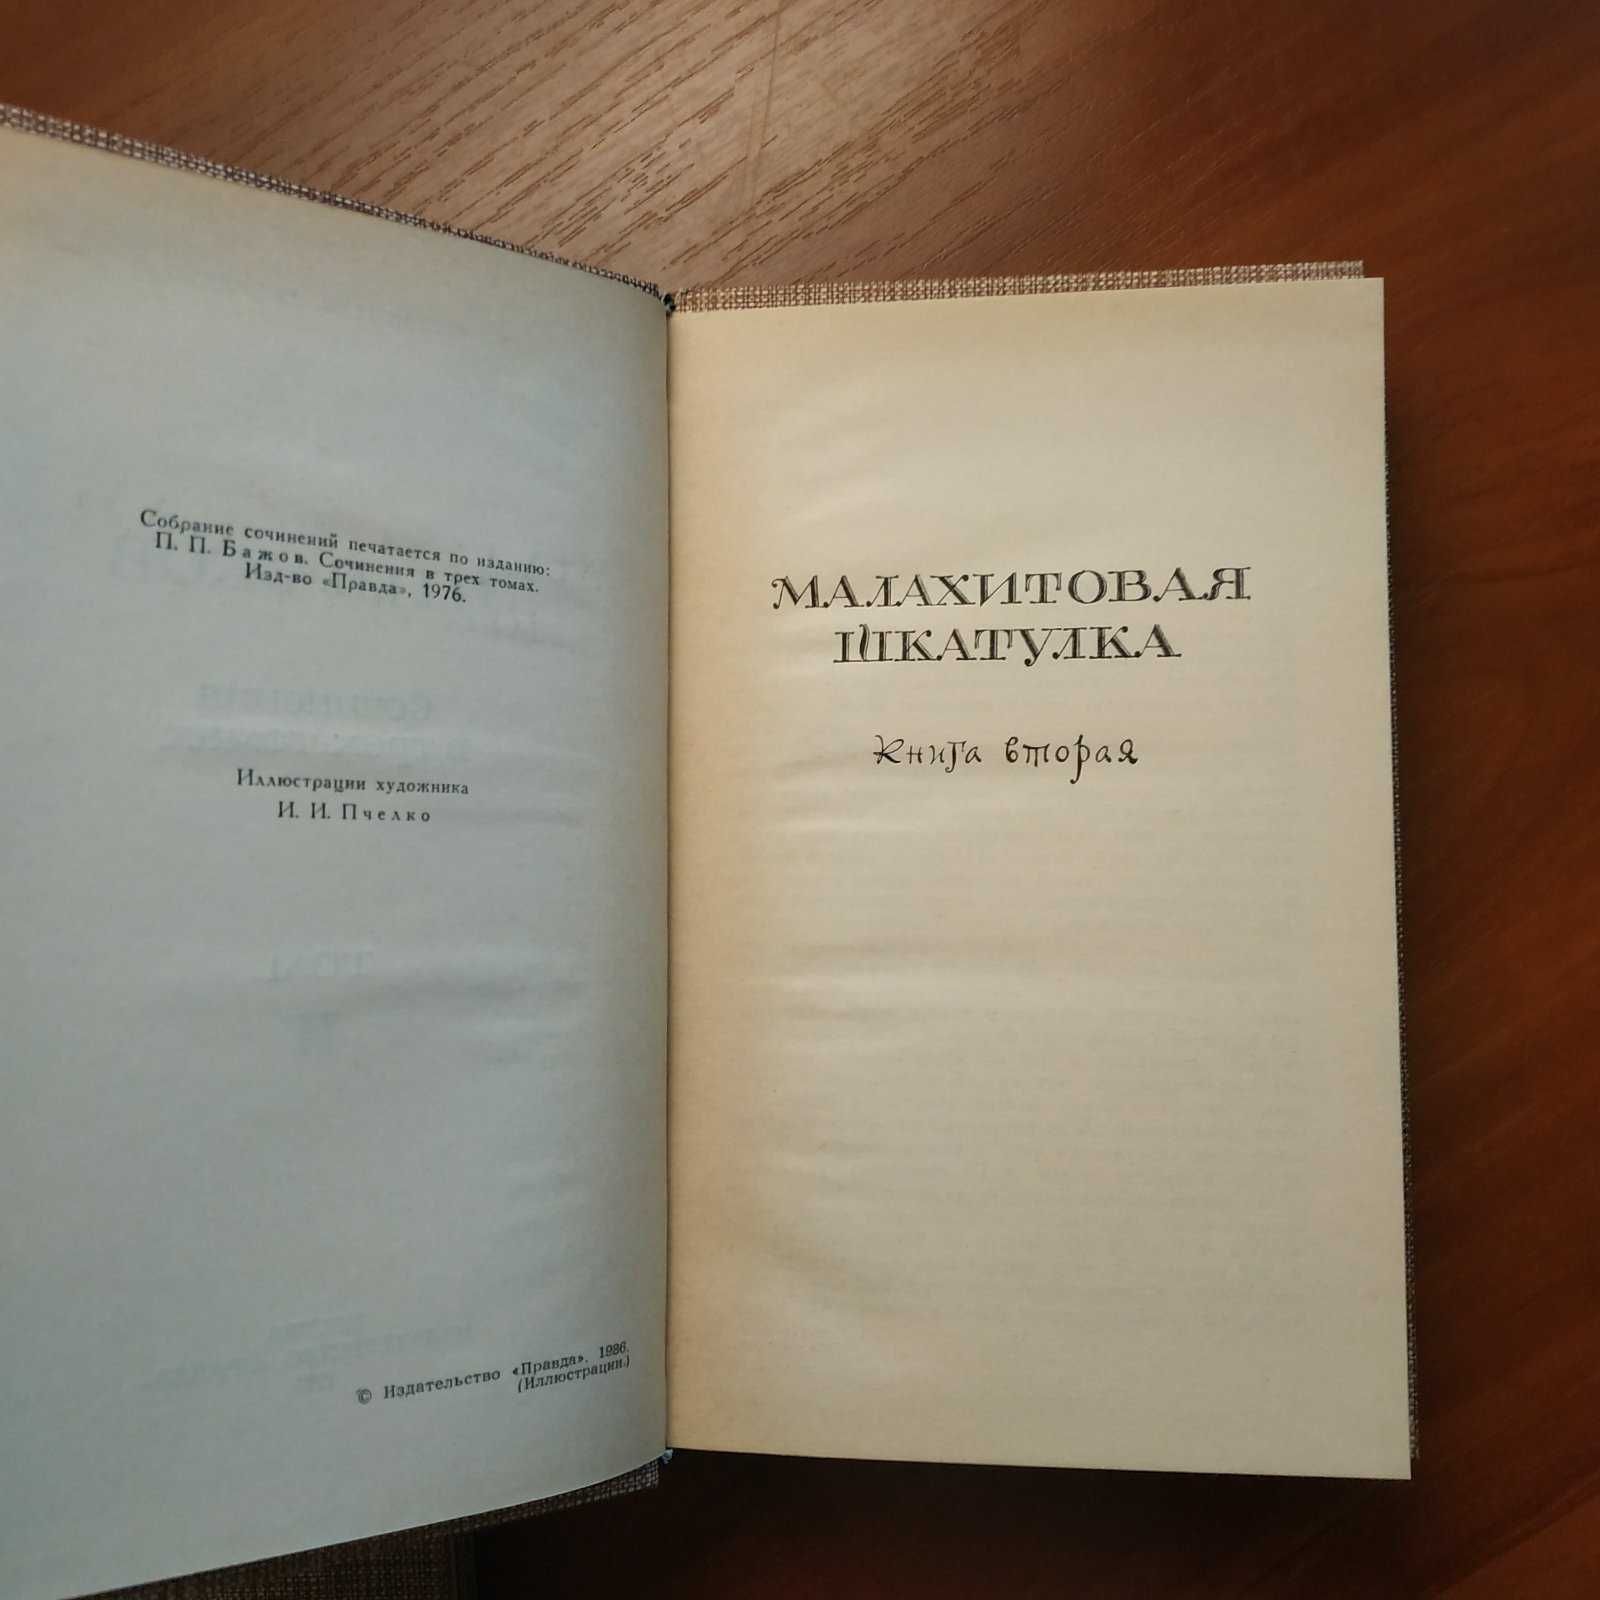 Собрание сочинений печатается по изданию:
П. П. Бажов. Сочинения в трех томах.
Изд-во «Правда», 1976.
Иллюстрации художника
И. И. Пчелко
© Издательство «Правда». 1986.
(Иллюстрации.)
МАЛАХИТОВАЯ
ШКАТУЛКА
Книга вторая